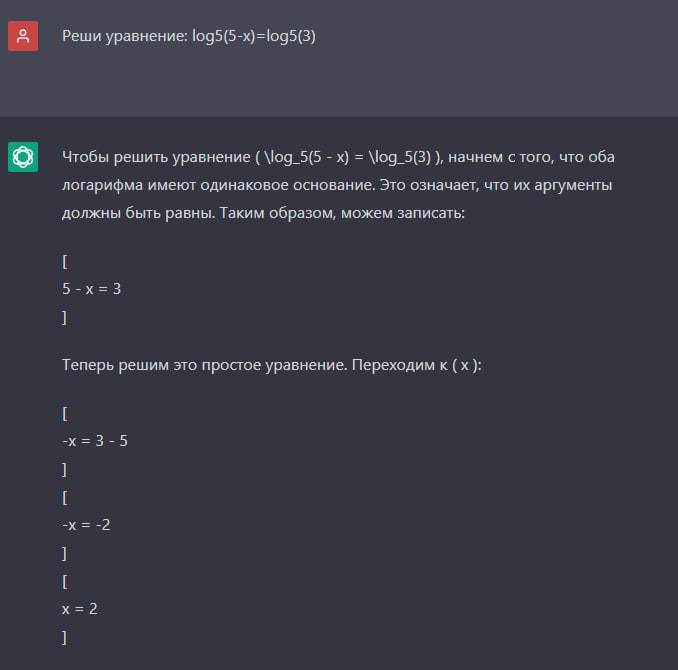 Реши уравнение: log5(5-x)=log5(3)
Чтобы решить уравнение ( \log_5(5 - x) = \log_5(3) ), начнем с того, что оба
логарифма имеют одинаковое основание. Это означает, что их аргументы
должны быть равны. Таким образом, можем записать:
[
5 - x = 3
]
Теперь решим это простое уравнение. Переходим к ( x ):
[
-x = 3 - 5
]
[
-x = -2
]
[
x = 2
]